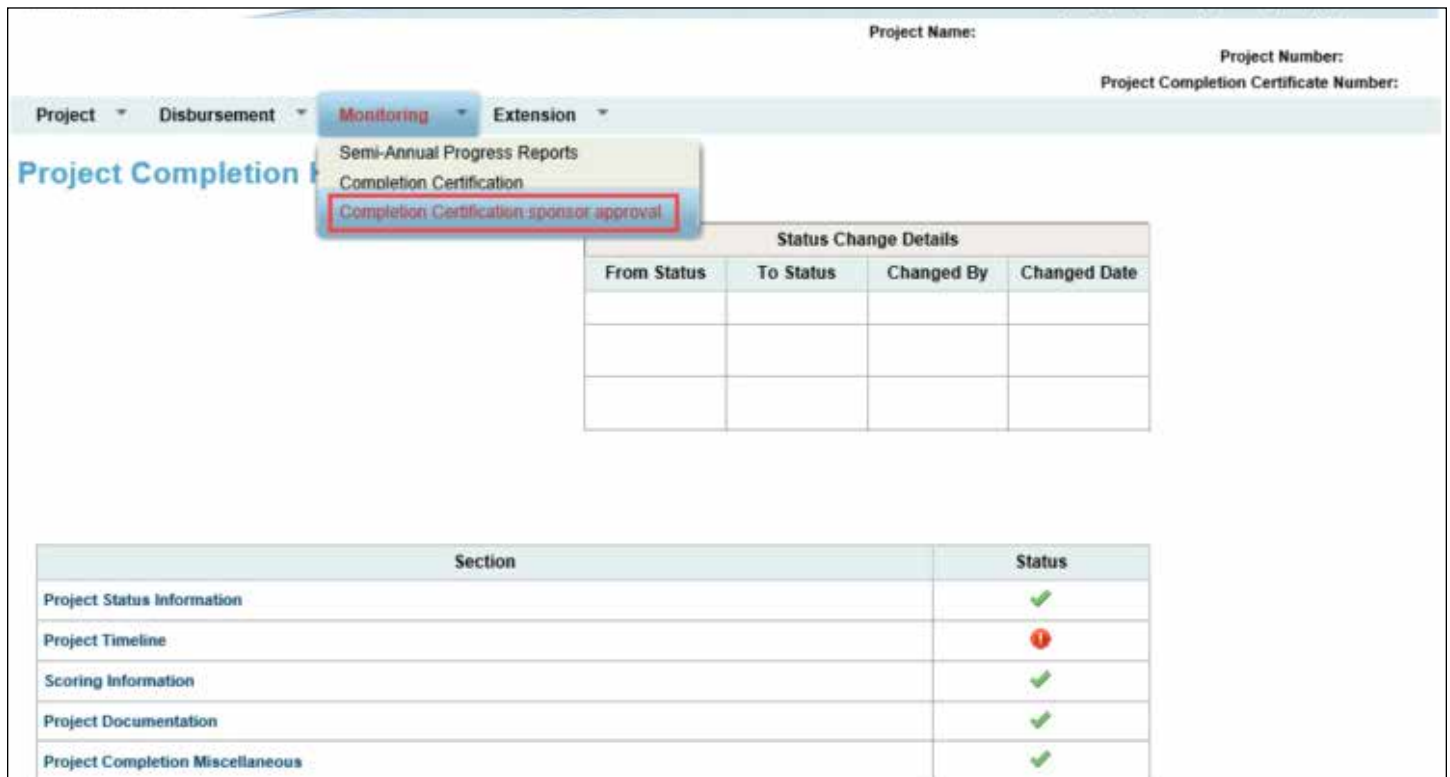 Project Name:
Project Number:
Project Completion Certificate Number:
Project Disbursement Monitoring Extension
Semi-Annual Progress Reports
Project Completion
Completion Certification
Completion Certification sponsor approval
Status Change Details
From Status To Status Changed By Changed Date
Section Status
Project Status Information
Project Timeline
Scoring Information
Project Documentation
Project Completion Miscellaneous